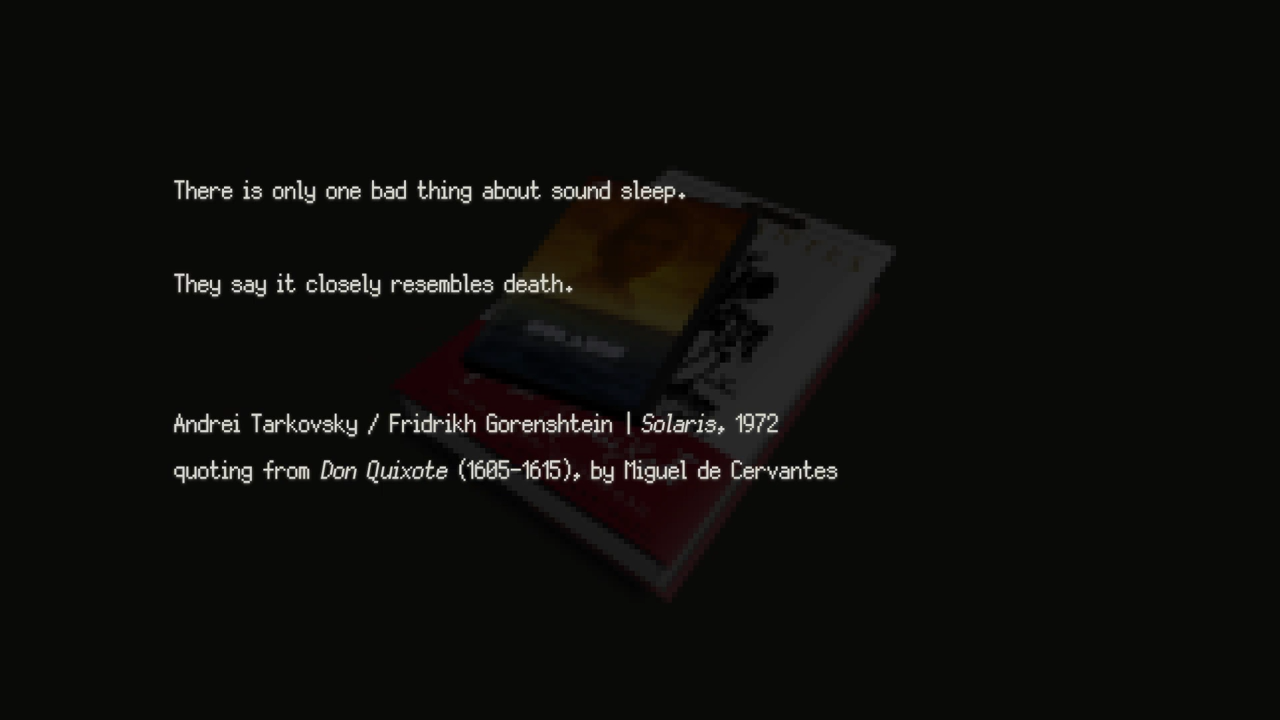 There is only one bad thing about sound sleep.
They say it closely resembles death.
Andrei Tarkovsky / Fridrikh Gorenshtein | Solaris, 1972
quoting from Don Quixote (1605-1615), by Miguel de Cervantes